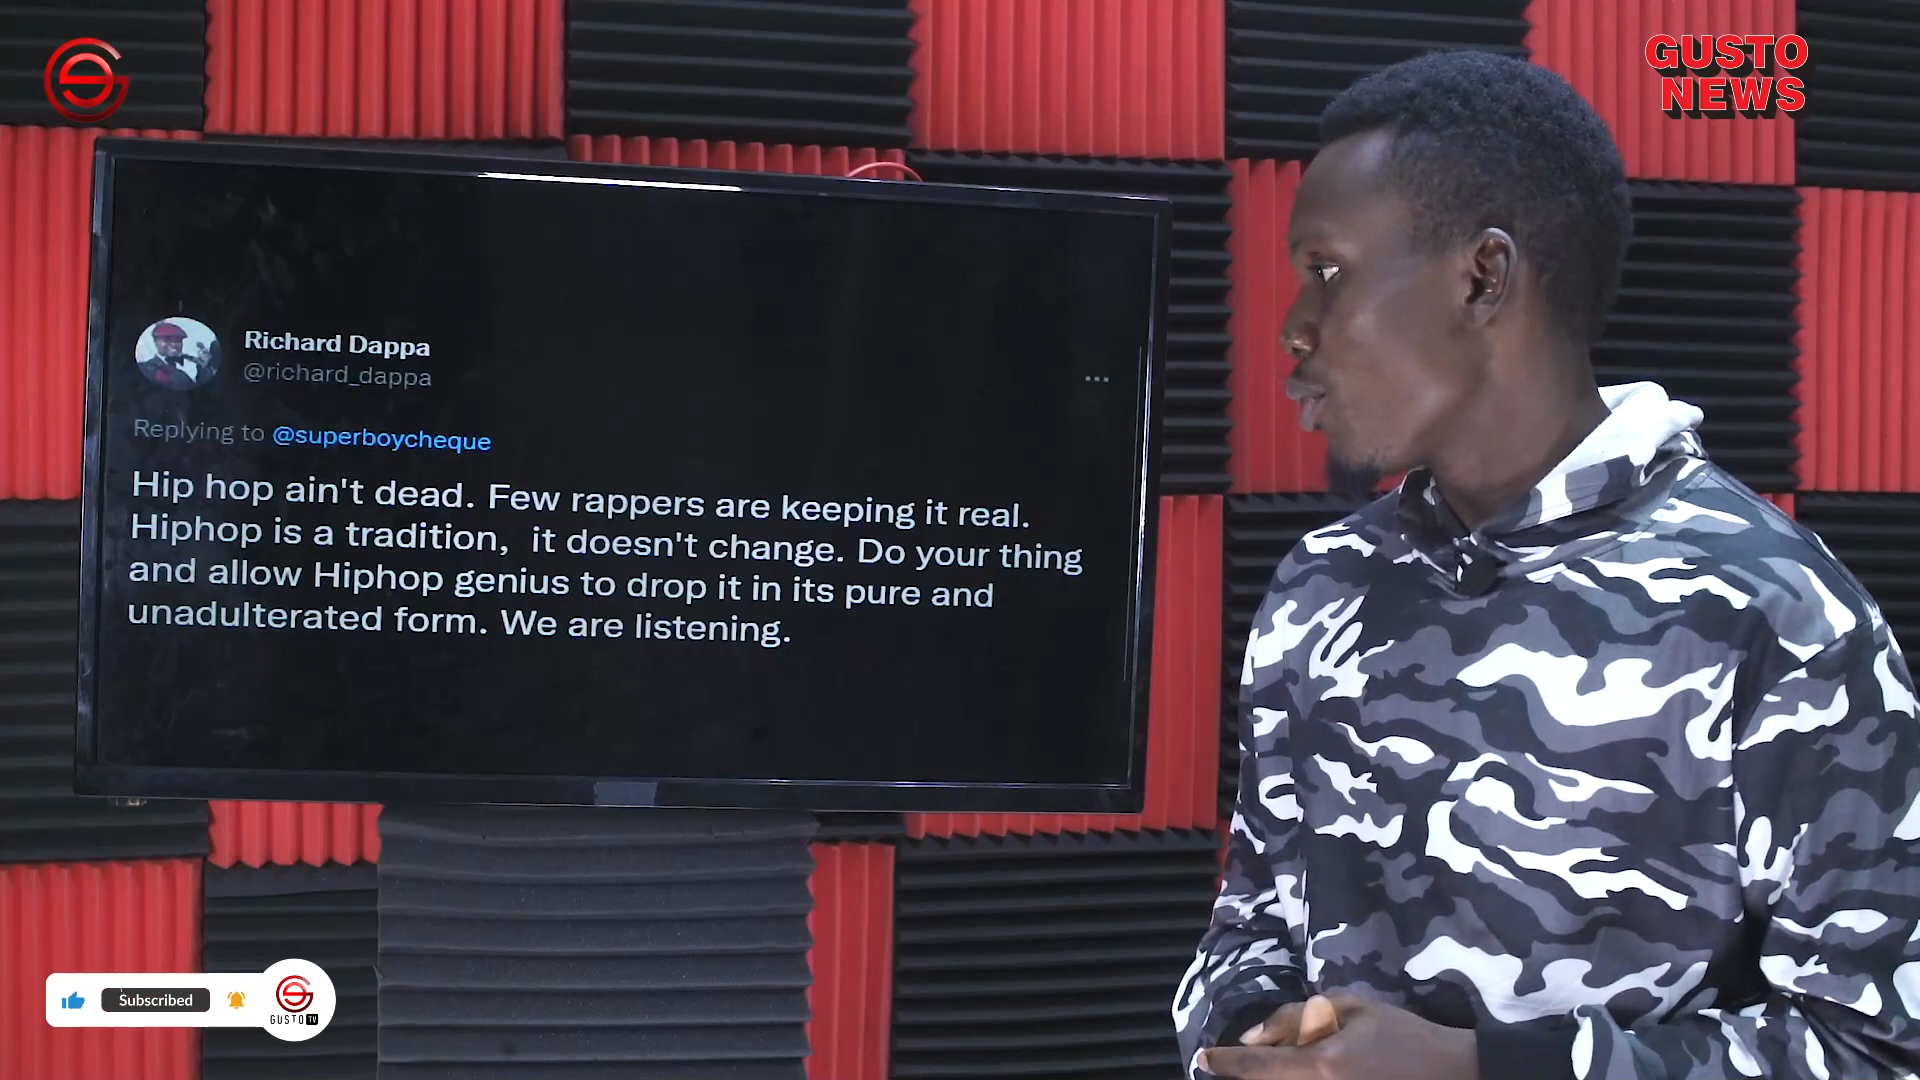 GUSTO
NEWS
Richard Dappa
@richard_dappa
Replying to @superboycheque
Hip hop ain't dead. Few rappers are keeping it real.
Hiphop is a tradition, it doesn't change. Do your thing
and allow Hiphop genius to drop it in its pure and
unadulterated form. We are listening.
Subscribed
GUSTO TV